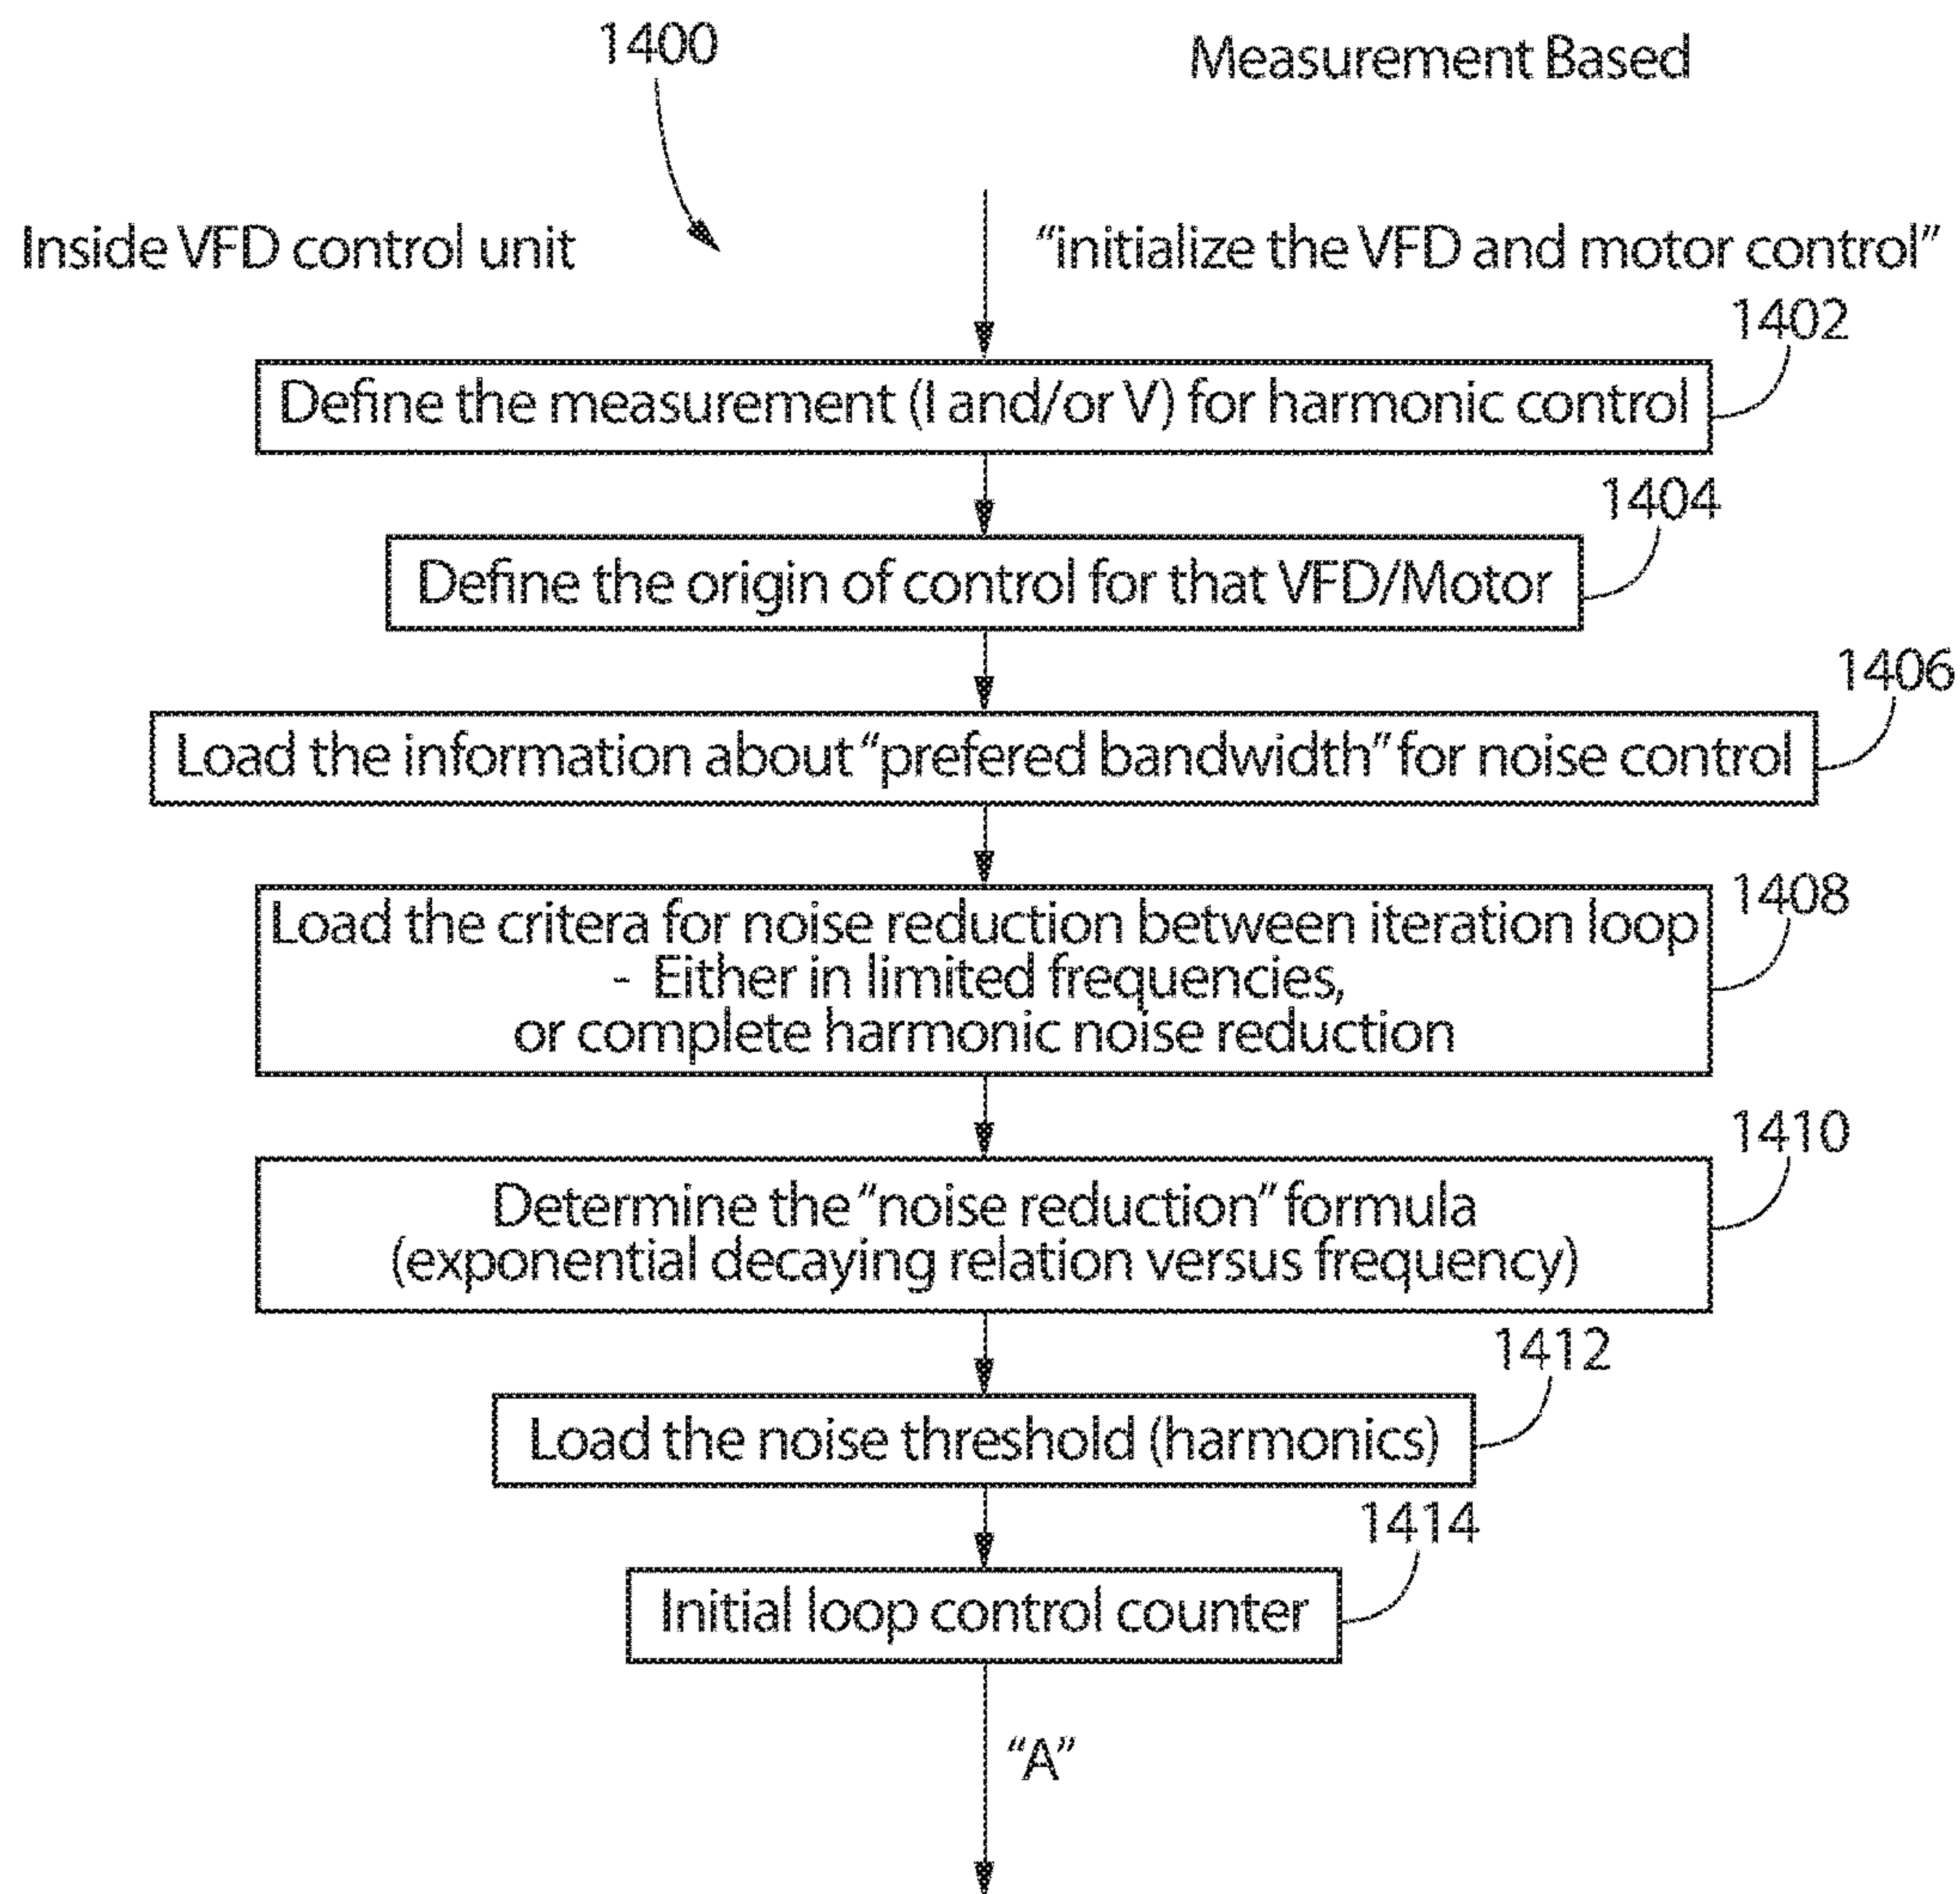 1400
Measurement Based
Inside VFD control unit
“initialize the VFD and motor control”
1402
Define the measurement (I and/or V) for harmonic control
1404
Define the origin of control for that VFD/Motor
1406
Load the information about “prefered bandwidth” for noise control
1408
Load the critera for noise reduction between iteration loop
- Either in limited frequencies,
or complete harmonic noise reduction
1410
Determine the “noise reduction” formula
(exponential decaying relation versus frequency)
1412
Load the noise threshold (harmonics)
1414
Initial loop control counter
“A”